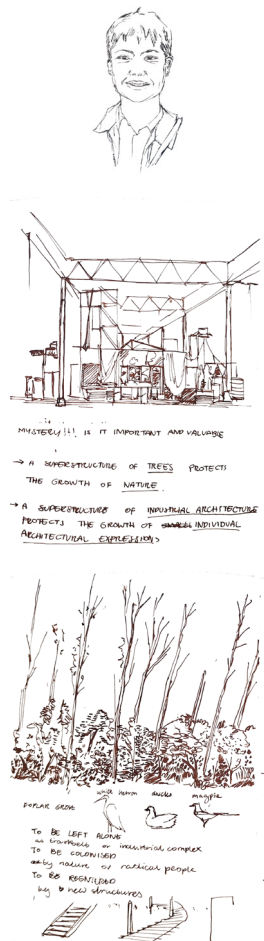 MYSTERY!!! IS IT IMPORTANT AND VALUABLE
→ A SUPERSTRUCTURE OF TREES PROTECTS
THE GROWTH OF NATURE.
→ A SUPERSTRUCTURE OF INDUSTRIAL ARCHITECTURE
PROTECTS THE GROWTH OF INDIVIDUAL
ARCHITECTURAL EXPRESSIONS
white heron ducks magpie
POPLAR GROVE
TO BE LEFT ALONE
as treebelt or industrial complex
TO BE COLONISED
by nature or radical people
TO BE REENTERED
by new structures